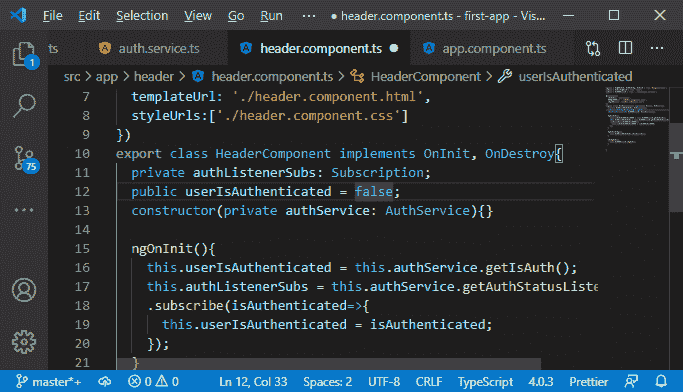 File Edit View Go Run ··· ● header.component.ts - first-app - Vis...
ts auth.service.ts header.component.ts ● app.component.ts ···
src > app > header > header.component.ts > HeaderComponent > userIsAuthenticated
7 templateUrl: './header.component.html',
8 styleUrls:['./header.component.css']
9 })
10 export class HeaderComponent implements OnInit, OnDestroy{
11 private authListenerSubs: Subscription;
12 public userIsAuthenticated = false;
13 constructor(private authService: AuthService){}
14
15 ngOnInit(){
16 this.userIsAuthenticated = this.authService.getIsAuth();
17 this.authListenerSubs = this.authService.getAuthStatusListe
18 .subscribe(isAuthenticated=>{
19 this.userIsAuthenticated = isAuthenticated;
20 });
21 }
1
75
master*+ 0 0 Ln 12, Col 33 Spaces: 2 UTF-8 CRLF TypeScript 4.0.3 Prettier